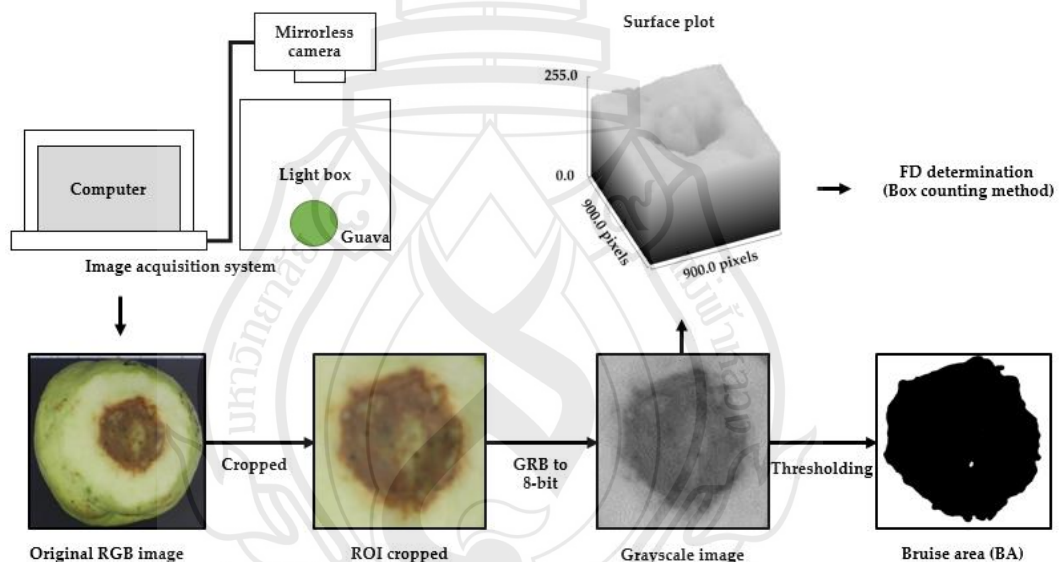 Mirrorless
camera
Surface plot
255.0
0.0
900.0 pixels
900.0 pixels
FD determination
(Box counting method)
Computer
Light box
Guava
Image acquisition system
Cropped
GRB to
8-bit
Thresholding
Original RGB image
ROI cropped
Grayscale image
Bruise area (BA)